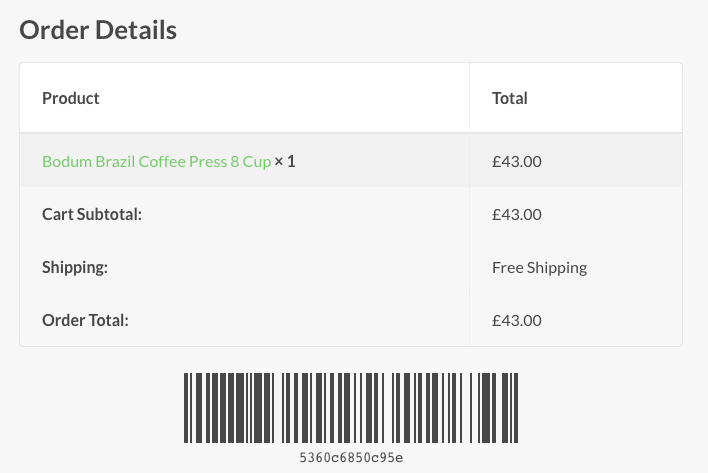 Order Details
Product Total
Bodum Brazil Coffee Press 8 Cup × 1 £43.00
Cart Subtotal: £43.00
Shipping: Free Shipping
Order Total: £43.00
5360c6850c95e